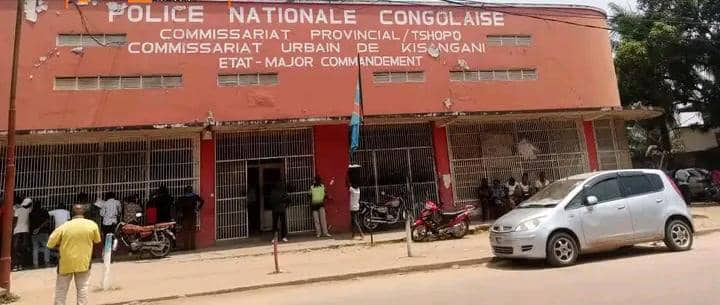 POLICE NATIONALE CONGOLAISE
COMMISSARIAT PROVINCIAL/TSHOPO
COMMISSARIAT URBAIN DE KISANGANI
ETAT-MAJOR COMMANDEMENT